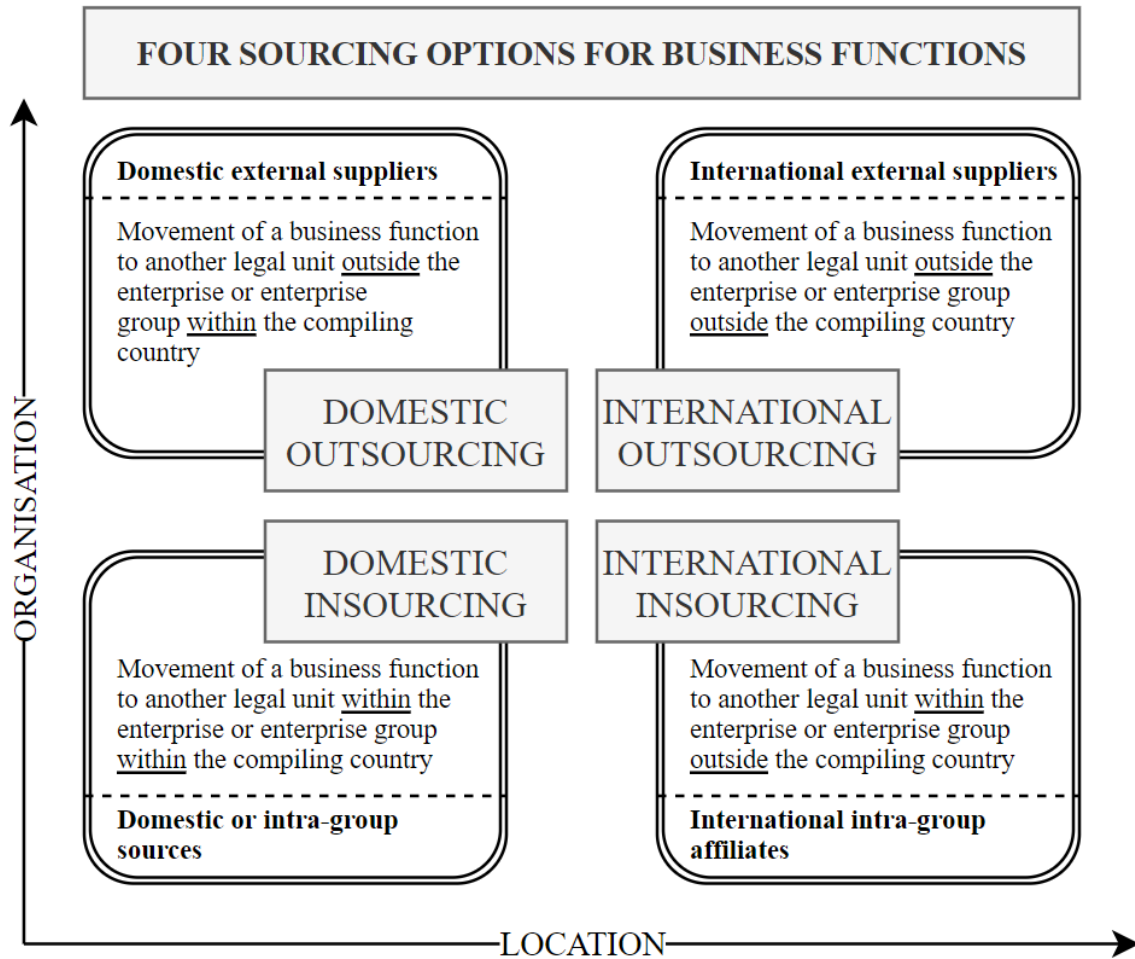 FOUR SOURCING OPTIONS FOR BUSINESS FUNCTIONS
Domestic external suppliers
Movement of a business function
to another legal unit outside the
enterprise or enterprise
group within the compiling
country
DOMESTIC
OUTSOURCING
International external suppliers
Movement of a business function
to another legal unit outside the
enterprise or enterprise group
outside the compiling country
INTERNATIONAL
OUTSOURCING
DOMESTIC
INSOURCING
Movement of a business function
to another legal unit within the
enterprise or enterprise group
within the compiling country
Domestic or intra-group
sources
INTERNATIONAL
INSOURCING
Movement of a business function
to another legal unit within the
enterprise or enterprise group
outside the compiling country
International intra-group
affiliates
ORGANISATION
LOCATION